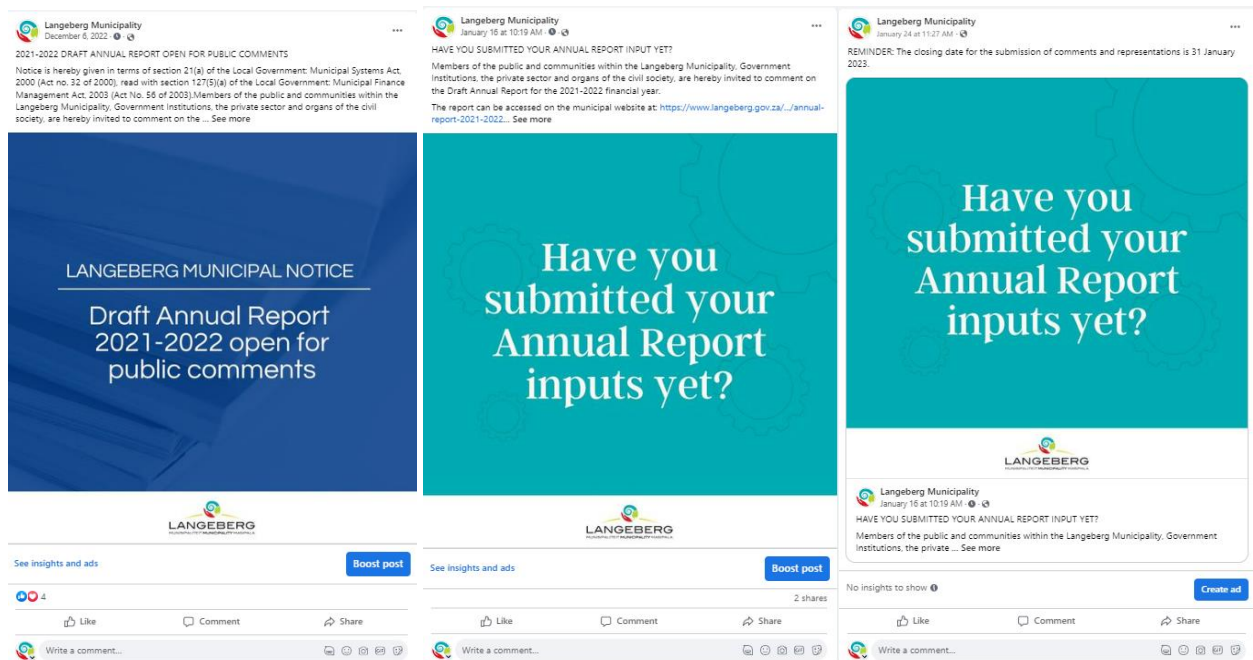 Langeberg Municipality
December 6, 2022
2021-2022 DRAFT ANNUAL REPORT OPEN FOR PUBLIC COMMENTS
Notice is hereby given in terms of section 21(a) of the Local Government: Municipal Systems Act,
2000 (Act no. 32 of 2000), read with section 127(5)(a) of the Local Government: Municipal Finance
Management Act, 2003 (Act No. 56 of 2003).Members of the public and communities within the
Langeberg Municipality, Government Institutions, the private sector and organs of the civil
society, are hereby invited to comment on the ... See more
LANGEBERG MUNICIPAL NOTICE
Draft Annual Report
2021-2022 open for
public comments
LANGEBERG
See insights and ads
Boost post
4
Like
Comment
Share
Write a comment...
Langeberg Municipality
January 16 at 10:19 AM
HAVE YOU SUBMITTED YOUR ANNUAL REPORT INPUT YET?
Members of the public and communities within the Langeberg Municipality, Government
Institutions, the private sector and organs of the civil society, are hereby invited to comment on
the Draft Annual Report for the 2021-2022 financial year.
The report can be accessed on the municipal website at: https://www.langeberg.gov.za/.../annual-
report-2021-2022... See more
Have you
submitted your
Annual Report
inputs yet?
LANGEBERG
See insights and ads
Boost post
2 shares
Like
Comment
Share
Write a comment...
Langeberg Municipality
January 24 at 11:27 AM
REMINDER: The closing date for the submission of comments and representations is 31 January
2023.
Have you
submitted your
Annual Report
inputs yet?
LANGEBERG
Langeberg Municipality
January 16 at 10:19 AM
HAVE YOU SUBMITTED YOUR ANNUAL REPORT INPUT YET?
Members of the public and communities within the Langeberg Municipality, Government
Institutions, the private ... See more
No insights to show
Create ad
Like
Comment
Share
Write a comment...